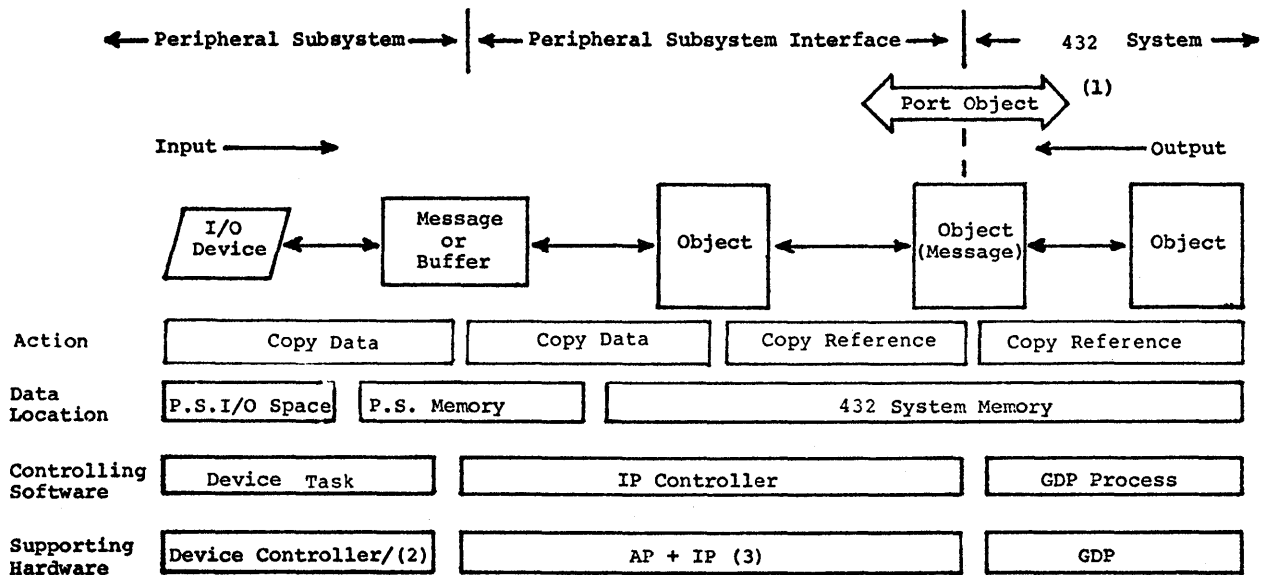 Peripheral Subsystem
Peripheral Subsystem Interface
432 System
Port Object
(1)
Input
Output
I/O
Device
Message
or
Buffer
Object
Object
(Message)
Object
Action
Copy Data
Copy Data
Copy Reference
Copy Reference
Data
Location
P.S.I/O Space
P.S. Memory
432 System Memory
Controlling
Software
Device Task
IP Controller
GDP Process
Supporting
Hardware
Device Controller/(2)
AP + IP (3)
GDP